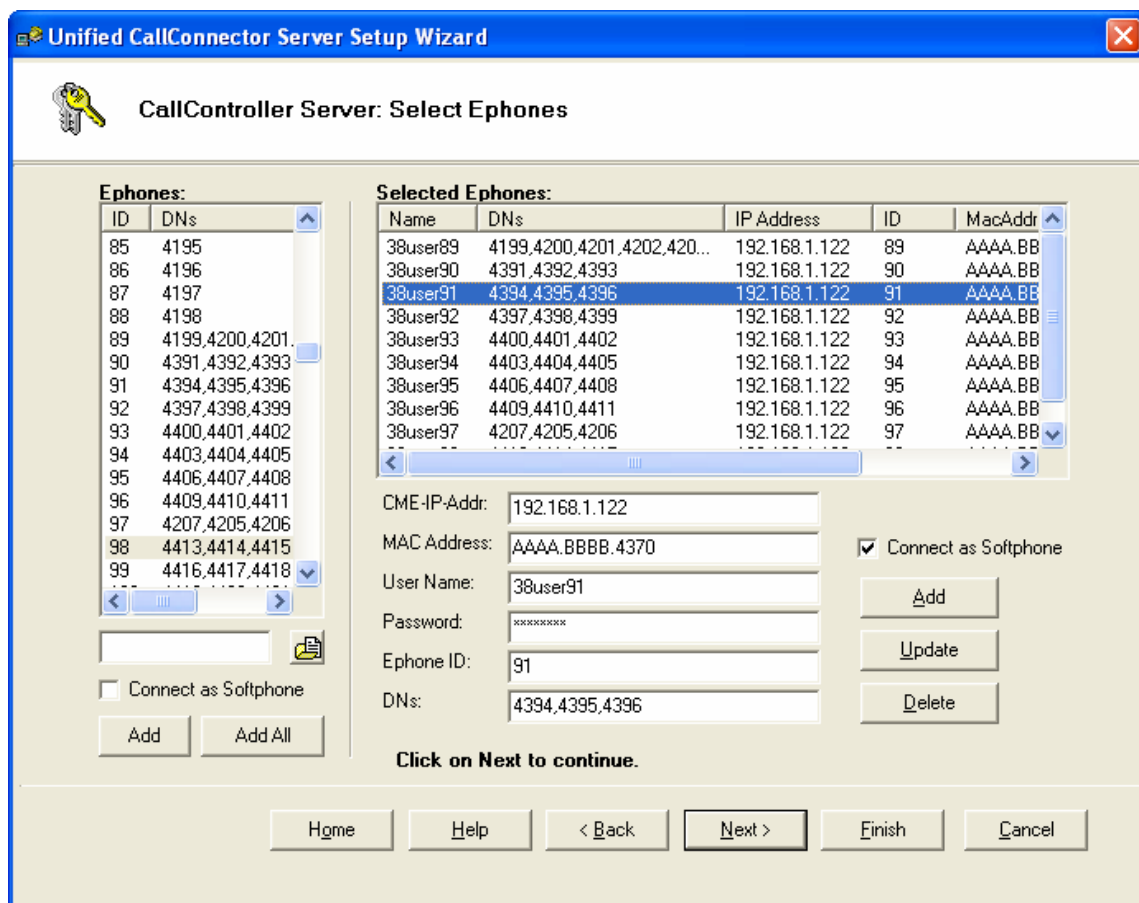 Unified CallConnector Server Setup Wizard
CallController Server: Select Ephones
Ephones:
ID DNs
85 4195
86 4196
87 4197
88 4198
89 4199,4200,4201.
90 4391,4392,4393
91 4394,4395,4396
92 4397,4398,4399
93 4400,4401,4402
94 4403,4404,4405
95 4406,4407,4408
96 4409,4410,4411
97 4207,4205,4206
98 4413,4414,4415
99 4416,4417,4418
Connect as Softphone
Add Add All
Selected Ephones:
Name DNs IP Address ID MacAddr
38user89 4199,4200,4201,4202,420... 192.168.1.122 89 AAAA.BB
38user90 4391,4392,4393 192.168.1.122 90 AAAA.BB
38user91 4394,4395,4396 192.168.1.122 91 AAAA.BB
38user92 4397,4398,4399 192.168.1.122 92 AAAA.BB
38user93 4400,4401,4402 192.168.1.122 93 AAAA.BB
38user94 4403,4404,4405 192.168.1.122 94 AAAA.BB
38user95 4406,4407,4408 192.168.1.122 95 AAAA.BB
38user96 4409,4410,4411 192.168.1.122 96 AAAA.BB
38user97 4207,4205,4206 192.168.1.122 97 AAAA.BB
CME-IP-Addr: 192.168.1.122
MAC Address: AAAA.BBBB.4370
User Name: 38user91
Password: ********
Ephone ID: 91
DNs: 4394,4395,4396
Connect as Softphone
Add
Update
Delete
Click on Next to continue.
Home Help < Back Next > Finish Cancel